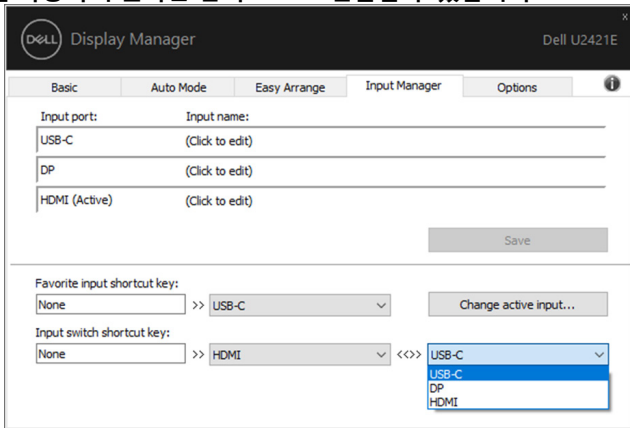 DELL Display Manager Dell U2421E
x
Basic Auto Mode Easy Arrange Input Manager Options i
Input port: Input name:
USB-C (Click to edit)
DP (Click to edit)
HDMI (Active) (Click to edit)
Save
Favorite input shortcut key:
None >> USB-C Change active input...
Input switch shortcut key:
None >> HDMI <<>> USB-C
USB-C
DP
HDMI